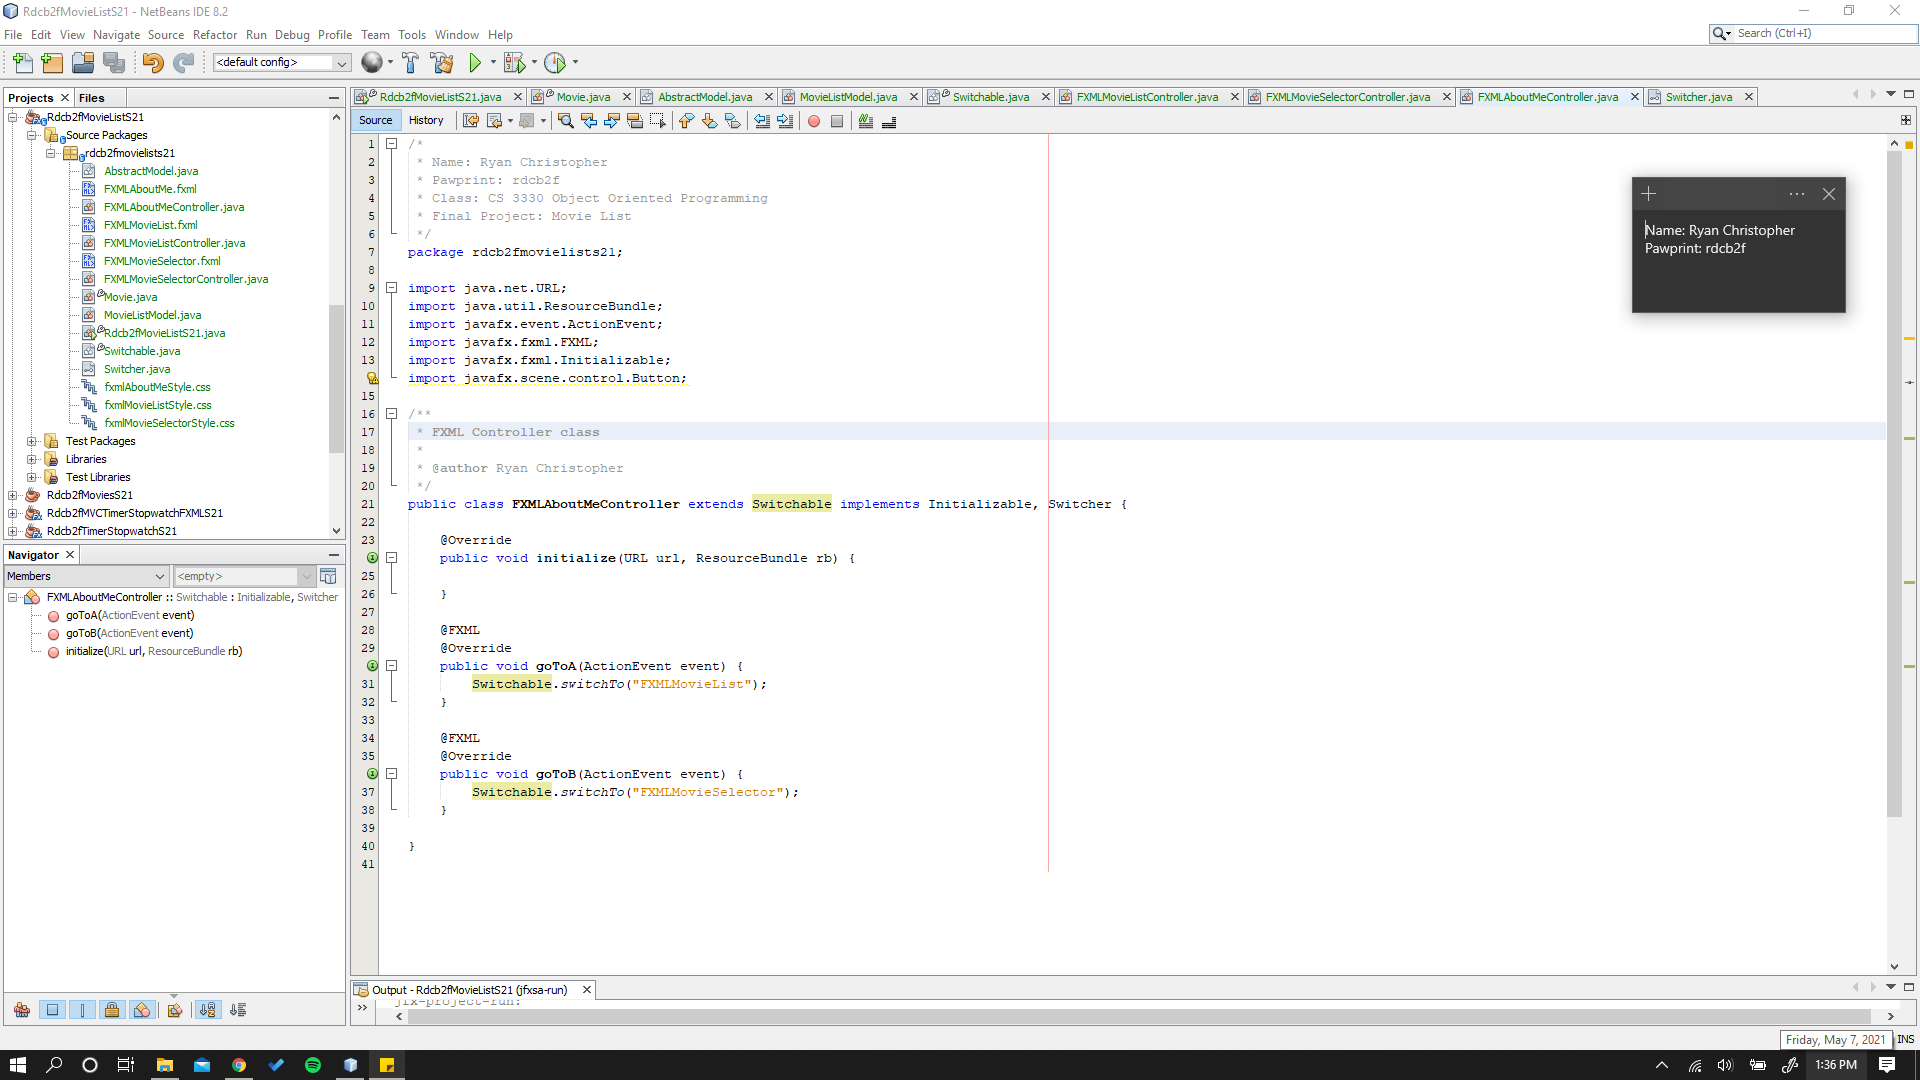 Rdcb2fMovieListS21 - NetBeans IDE 8.2
File Edit View Navigate Source Refactor Run Debug Profile Team Tools Window Help
Search (Ctrl+I)
<default config>
Projects Files
Rdcb2fMovieListS21
Source Packages
rdcb2fmovielists21
AbstractModel.java
FXMLAboutMe.fxml
FXMLAboutMeController.java
FXMLMovieList.fxml
FXMLMovieListController.java
FXMLMovieSelector.fxml
FXMLMovieSelectorController.java
Movie.java
MovieListModel.java
Rdcb2fMovieListS21.java
Switchable.java
Switcher.java
fxmlAboutMeStyle.css
fxmlMovieListStyle.css
fxmlMovieSelectorStyle.css
Test Packages
Libraries
Test Libraries
Rdcb2fMoviesS21
Rdcb2fMVCTimerStopwatchFXMLS21
Rdcb2fTimerStopwatchS21
Navigator
Members <empty>
FXMLAboutMeController :: Switchable : Initializable, Switcher
goToA(ActionEvent event)
goToB(ActionEvent event)
initialize(URL url, ResourceBundle rb)
Rdcb2fMovieListS21.java Movie.java AbstractModel.java MovieListModel.java Switchable.java FXMLMovieListController.java FXMLMovieSelectorController.java FXMLAboutMeController.java Switcher.java
Source History
1 /*
2 * Name: Ryan Christopher
3 * Pawprint: rdcb2f
4 * Class: CS 3330 Object Oriented Programming
5 * Final Project: Movie List
6 */
7 package rdcb2fmovielists21;
8
9 import java.net.URL;
10 import java.util.ResourceBundle;
11 import javafx.event.ActionEvent;
12 import javafx.fxml.FXML;
13 import javafx.fxml.Initializable;
import javafx.scene.control.Button;
15
16 /**
17 * FXML Controller class
18 *
19 * @author Ryan Christopher
20 */
21 public class FXMLAboutMeController extends Switchable implements Initializable, Switcher {
22
23 @Override
public void initialize(URL url, ResourceBundle rb) {
25
26 }
27
28 @FXML
29 @Override
public void goToA(ActionEvent event) {
31 Switchable.switchTo("FXMLMovieList");
32 }
33
34 @FXML
35 @Override
public void goToB(ActionEvent event) {
37 Switchable.switchTo("FXMLMovieSelector");
38 }
39
40 }
41
Name: Ryan Christopher
Pawprint: rdcb2f
Output - Rdcb2fMovieListS21 (jfxsa-run)
jfx-project-run:
Friday, May 7, 2021 INS
1:36 PM